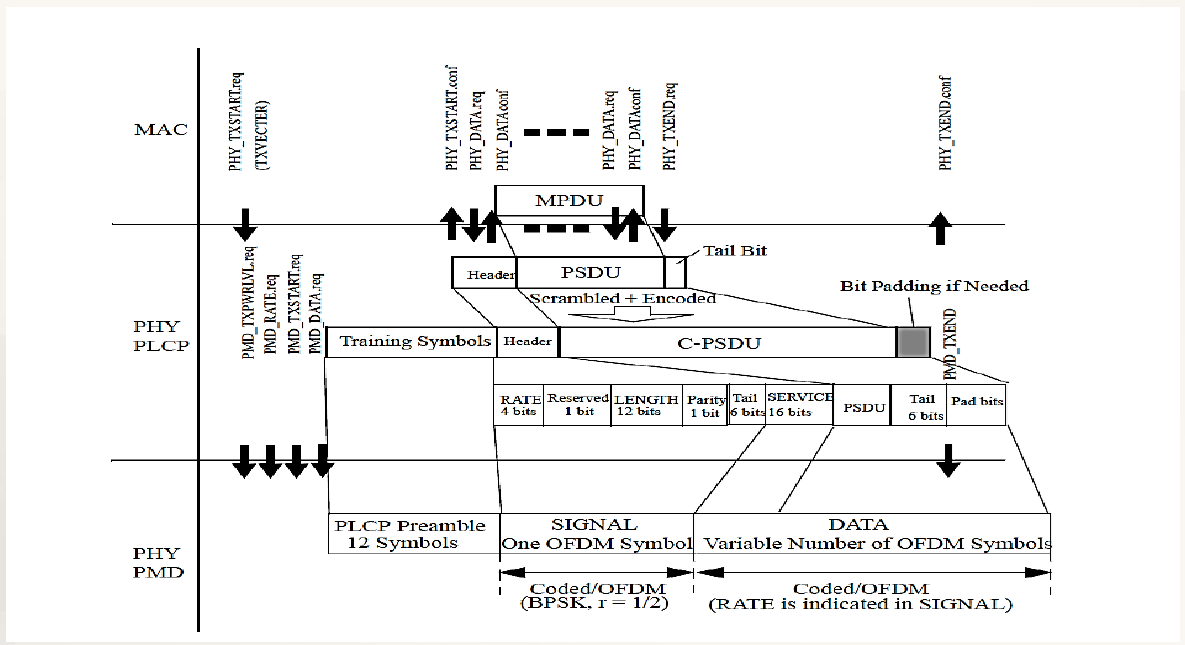 MAC
PHY_TXSTART.req
(TXVECTER)
PHY_TXSTART.conf
PHY_DATA.req
PHY_DATAconf
PHY_DATA.req
PHY_DATAconf
PHY_TXEND.req
PHY_TXEND.conf
MPDU
PHY
PLCP
PMD_TXPWRLVL.req
PMD_RATE.req
PMD_TXSTART.req
PMD_DATA.req
Header
PSDU
Tail Bit
Scrambled + Encoded
Bit Padding if Needed
Training Symbols
Header
C-PSDU
PMD_TXEND
RATE
4 bits
Reserved
1 bit
LENGTH
12 bits
Parity
1 bit
Tail
6 bits
SERVICE
16 bits
PSDU
Tail
6 bits
Pad bits
PHY
PMD
PLCP Preamble
12 Symbols
SIGNAL
One OFDM Symbol
DATA
Variable Number of OFDM Symbols
Coded/OFDM
(BPSK, r = 1/2)
Coded/OFDM
(RATE is indicated in SIGNAL)